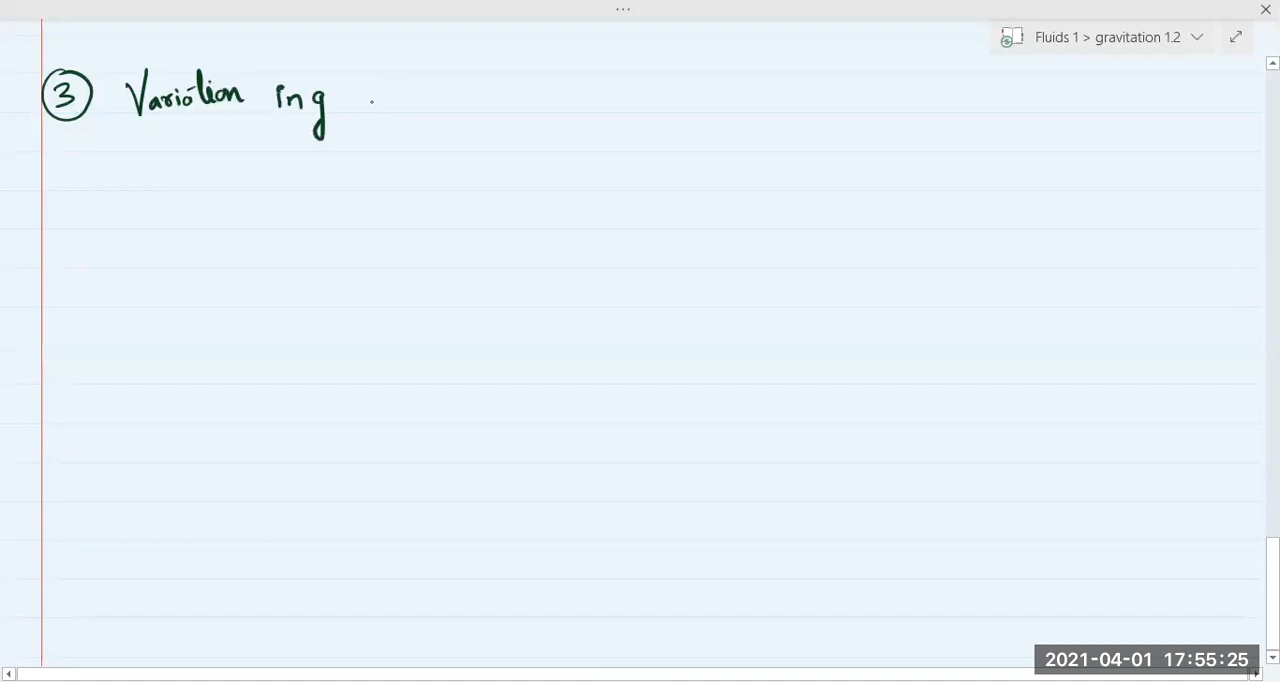 ...
Fluids 1 > gravitation 1.2
3 Variation in g
2021-04-01 17:55:25